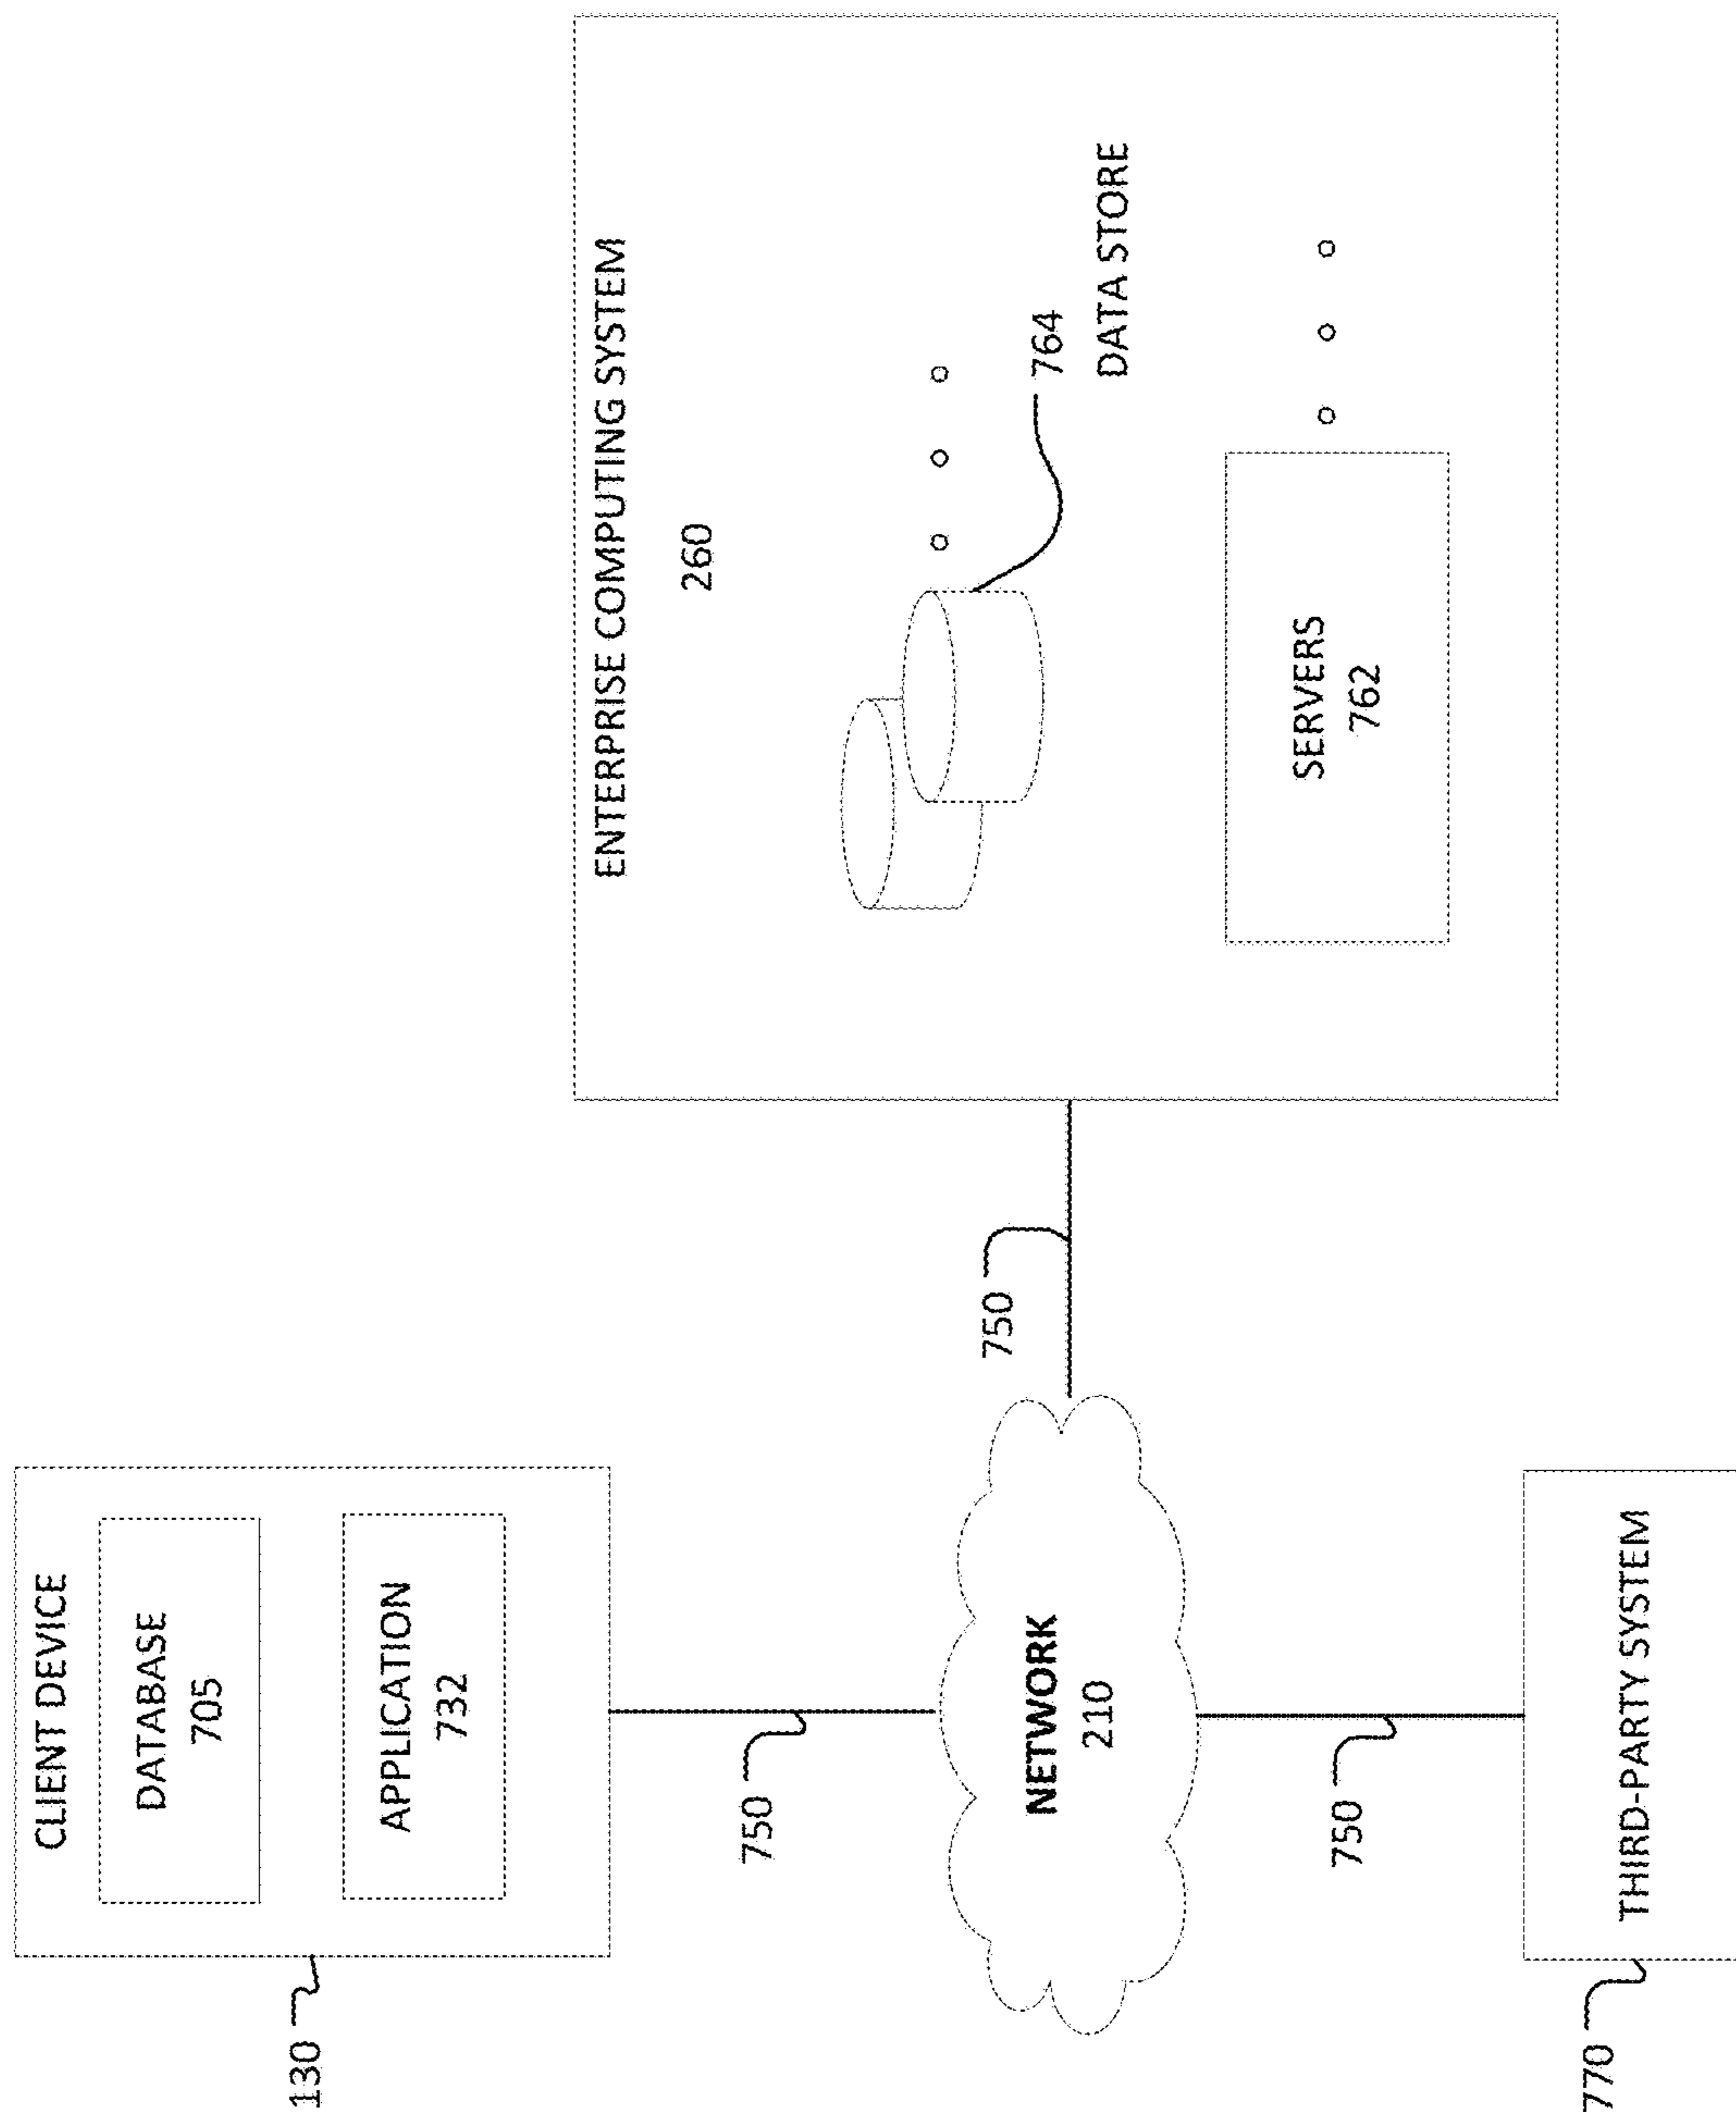 CLIENT DEVICE
DATABASE
705
APPLICATION
732
130
750
NETWORK
210
750
750
THIRD-PARTY SYSTEM
770
ENTERPRISE COMPUTING SYSTEM
260
764
DATA STORE
SERVERS
762